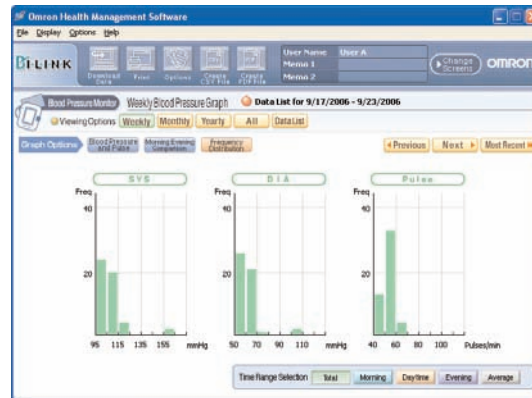 Omron Health Management Software
File Display Options Help
Bi-LINK
Download Data
Print
Options
Create CSV File
Create PDF File
User Name User A
Memo 1
Memo 2
Change Screens
OMRON
Blood Pressure Monitor Weekly Blood Pressure Graph Data List for 9/17/2006 - 9/23/2006
Viewing Options Weekly Monthly Yearly All Data List
Graph Options Blood Pressure and Pulse Morning Evening Comparison Frequency Distribution Previous Next Most Recent
SYS DIA Pulse
Freq Freq Freq
40 40 40
20 20 20
95 115 135 155 mmHg 50 70 90 110 mmHg 40 60 80 100 Pulses/min
Time Range Selection Total Morning Daytime Evening Average